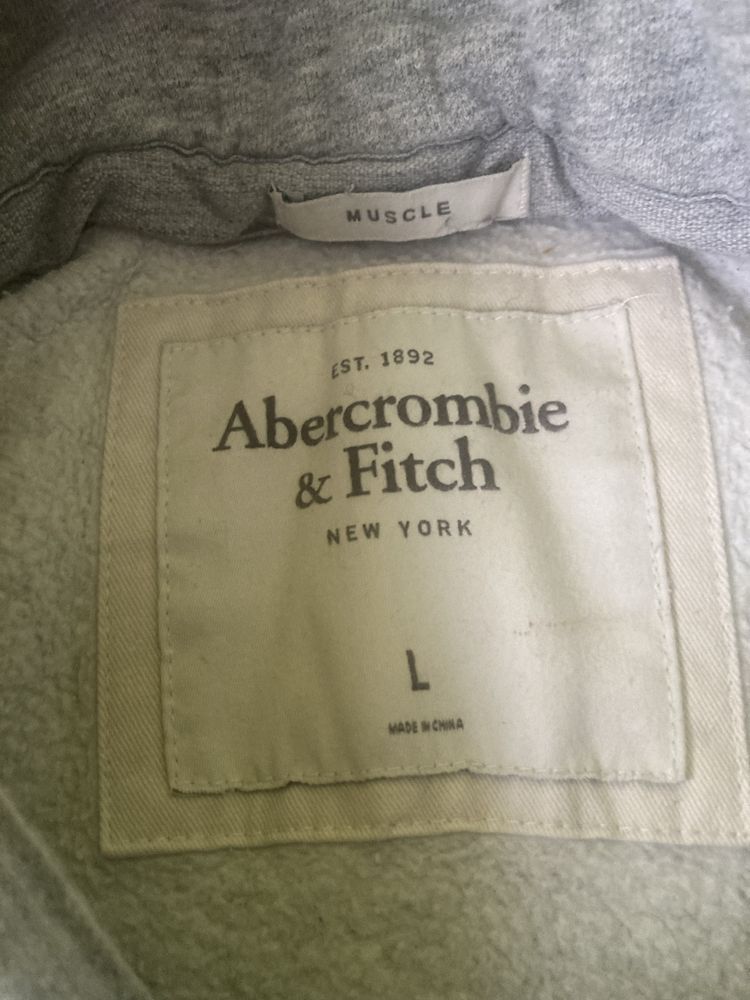 MUSCLE
EST. 1892
Abercrombie
& Fitch
NEW YORK
L
MADE IN CHINA